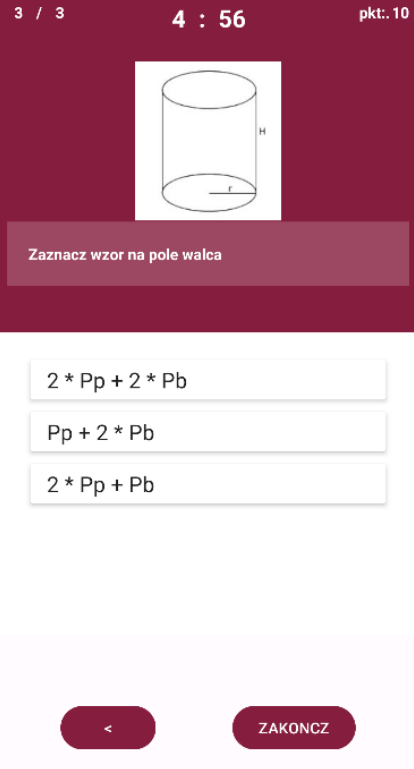 3 / 3
4 : 56
pkt:. 10
H
r
Zaznacz wzor na pole walca
2 * Pp + 2 * Pb
Pp + 2 * Pb
2 * Pp + Pb
<
ZAKONCZ